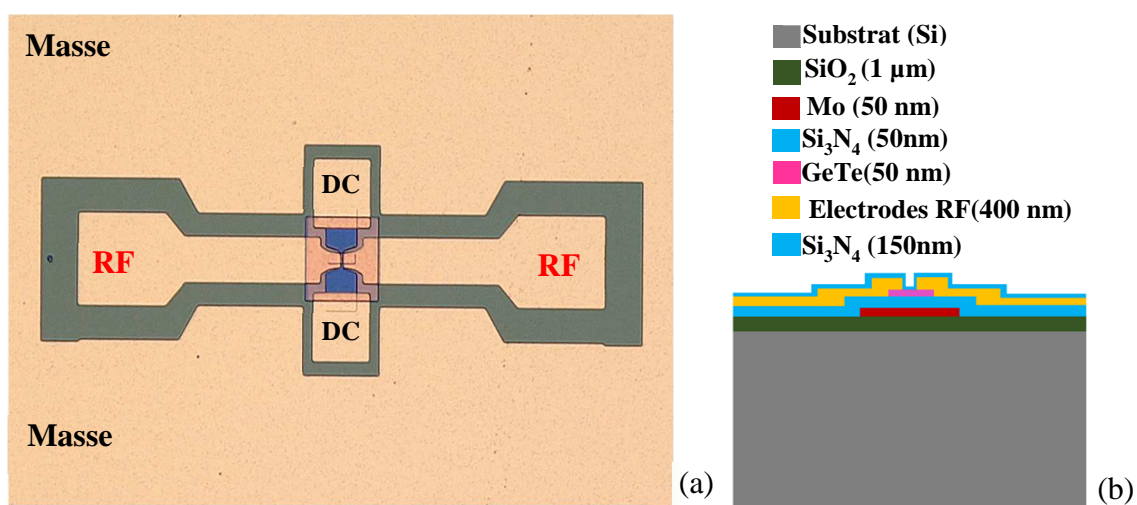 Masse
DC
RF
RF
DC
Masse
(a)
Substrat (Si)
SiO2 (1 µm)
Mo (50 nm)
Si3N4 (50nm)
GeTe(50 nm)
Electrodes RF(400 nm)
Si3N4 (150nm)
(b)